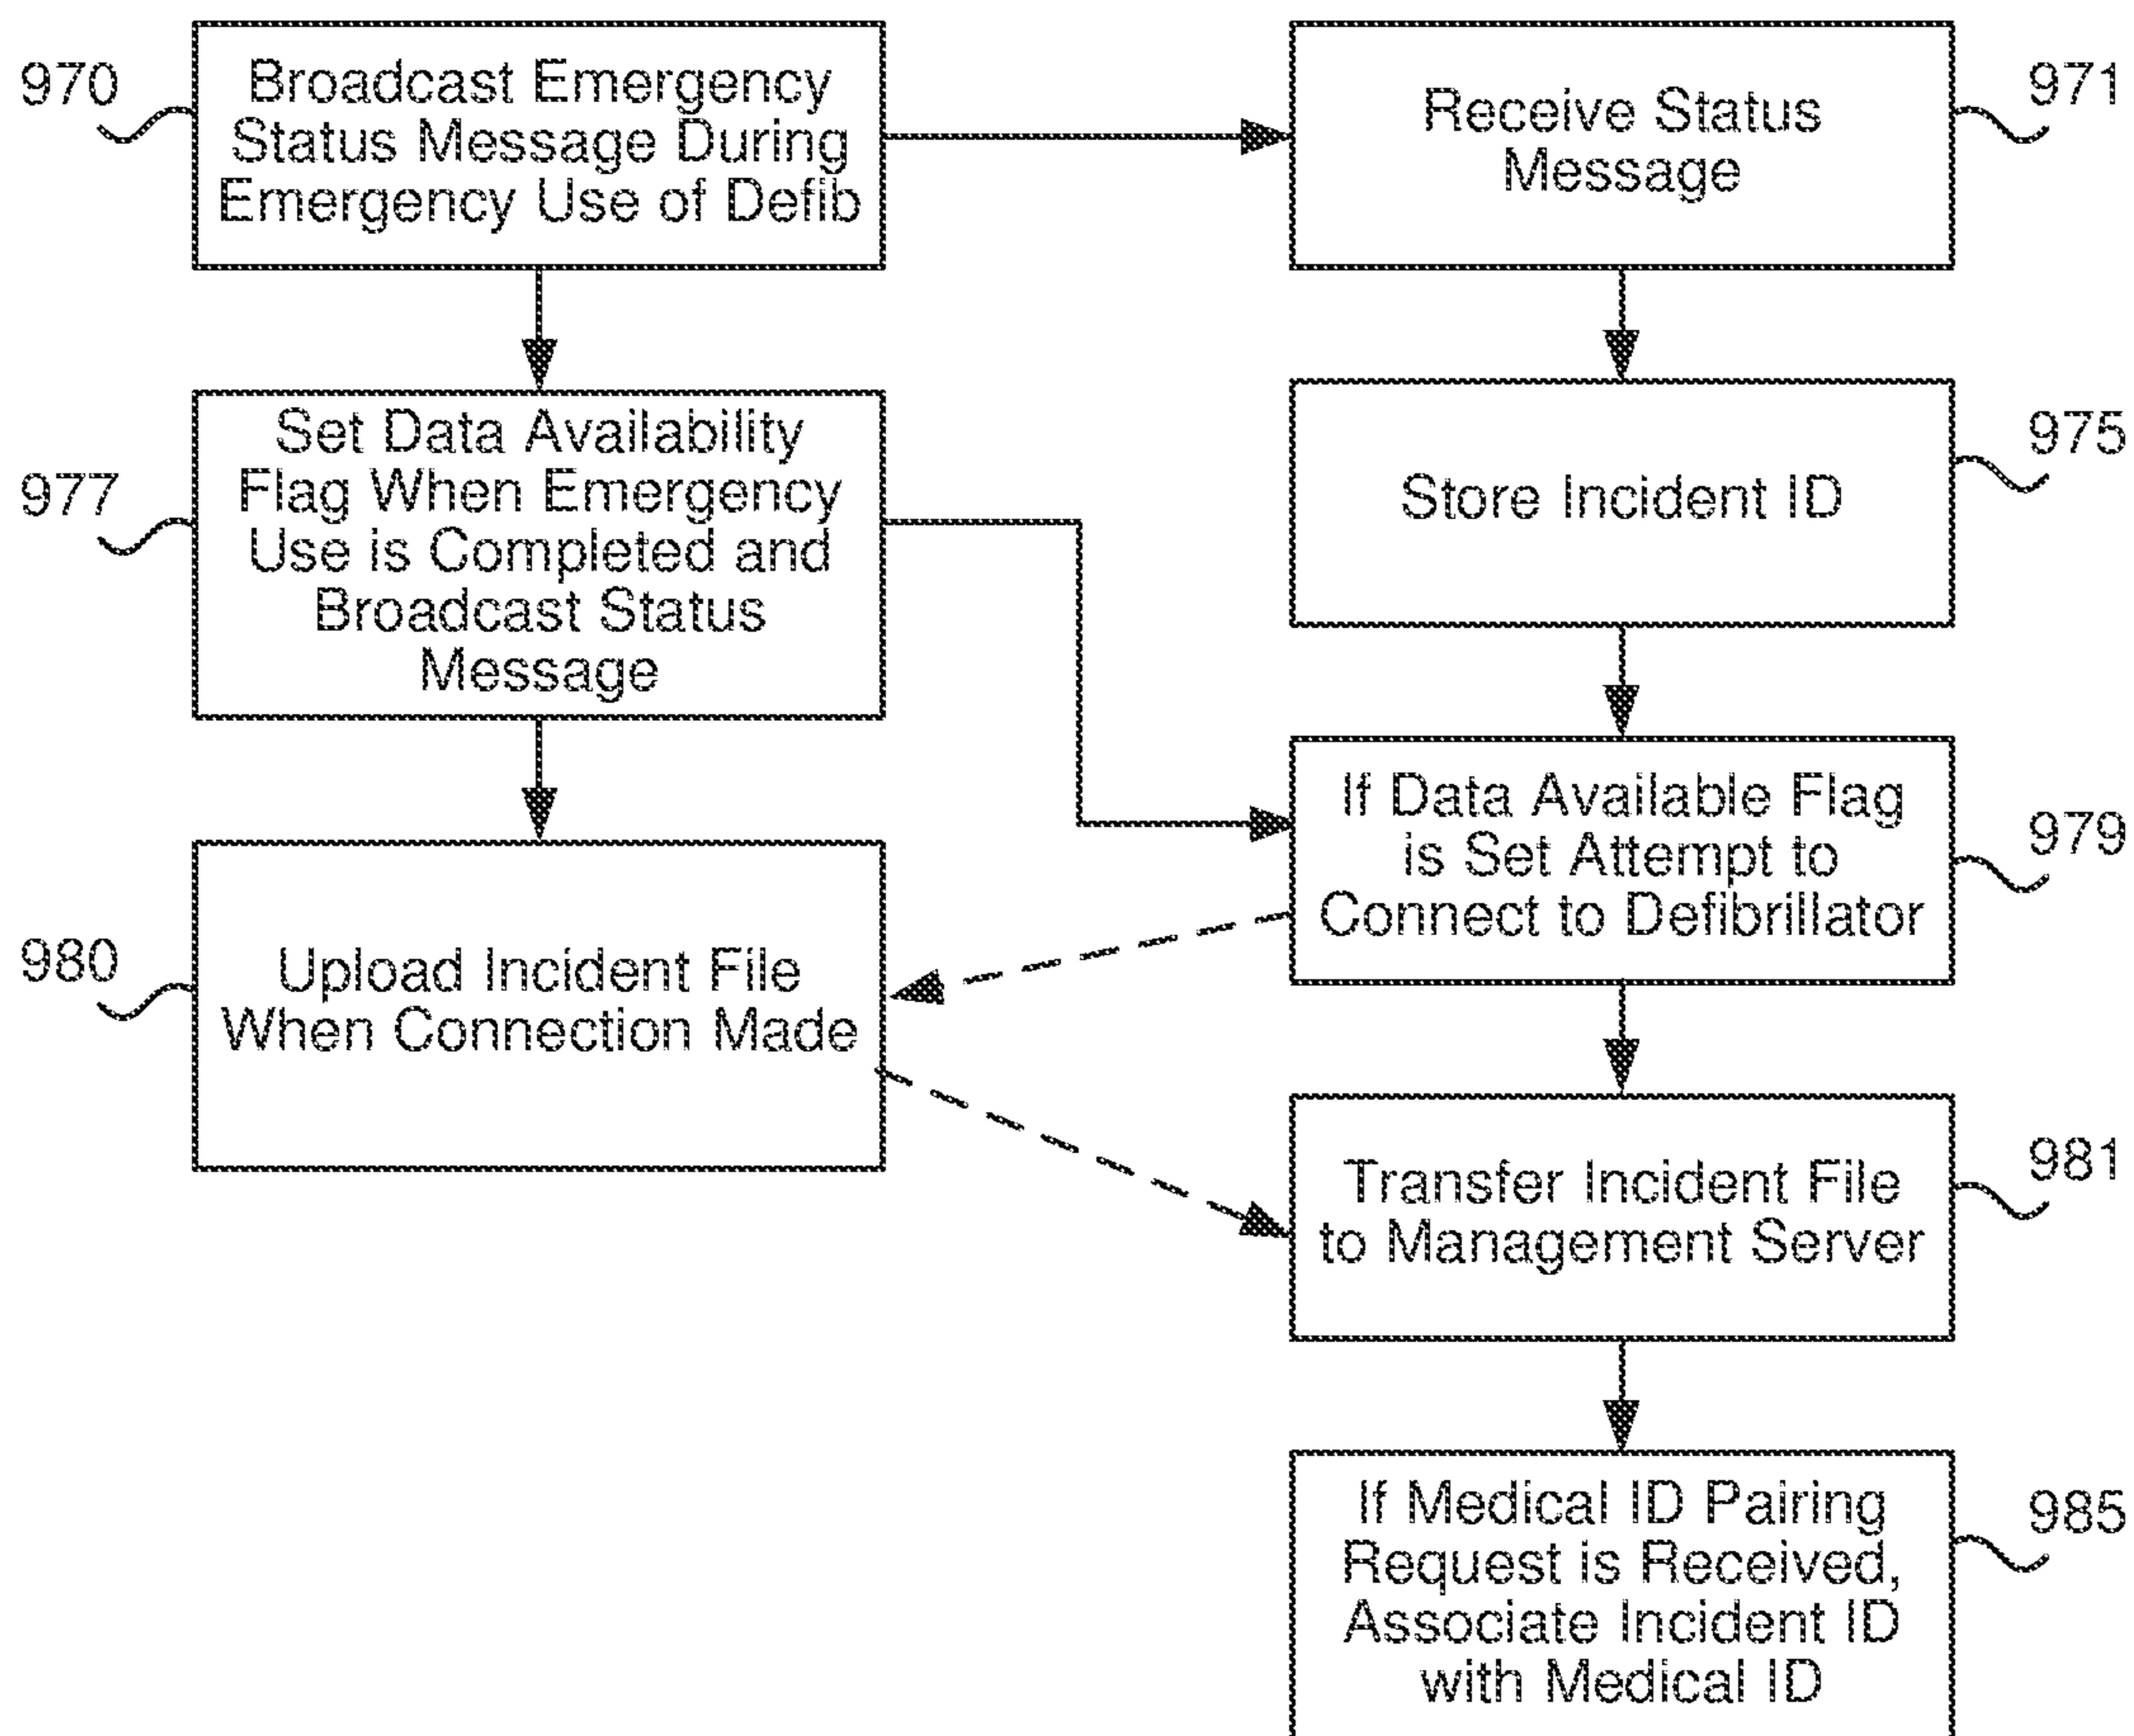 970
Broadcast Emergency
Status Message During
Emergency Use of Defib
Receive Status
Message
971
977
Set Data Availability
Flag When Emergency
Use is Completed and
Broadcast Status
Message
Store Incident ID
975
If Data Available Flag
is Set Attempt to
Connect to Defibrillator
979
980
Upload Incident File
When Connection Made
Transfer Incident File
to Management Server
981
If Medical ID Pairing
Request is Received,
Associate Incident ID
with Medical ID
985